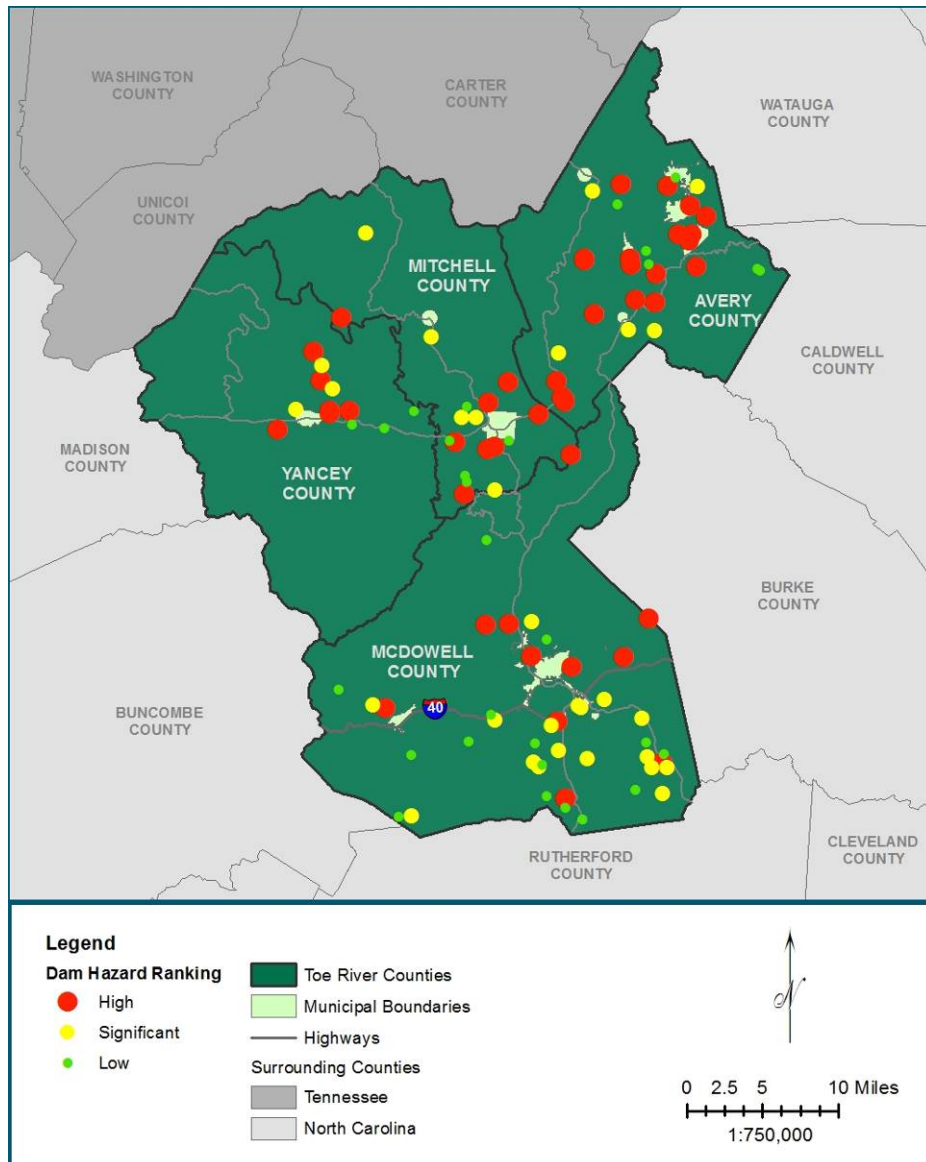 WASHINGTON
COUNTY
CARTER
COUNTY
WATAUGA
COUNTY
UNICOI
COUNTY
MITCHELL
COUNTY
AVERY
COUNTY
CALDWELL
COUNTY
MADISON
COUNTY
YANCEY
COUNTY
BURKE
COUNTY
MCDOWELL
COUNTY
40
BUNCOMBE
COUNTY
RUTHERFORD
COUNTY
CLEVELAND
COUNTY
Legend
Dam Hazard Ranking
High
Significant
Low
Toe River Counties
Municipal Boundaries
Highways
Surrounding Counties
Tennessee
North Carolina
N
0 2.5 5 10 Miles
1:750,000